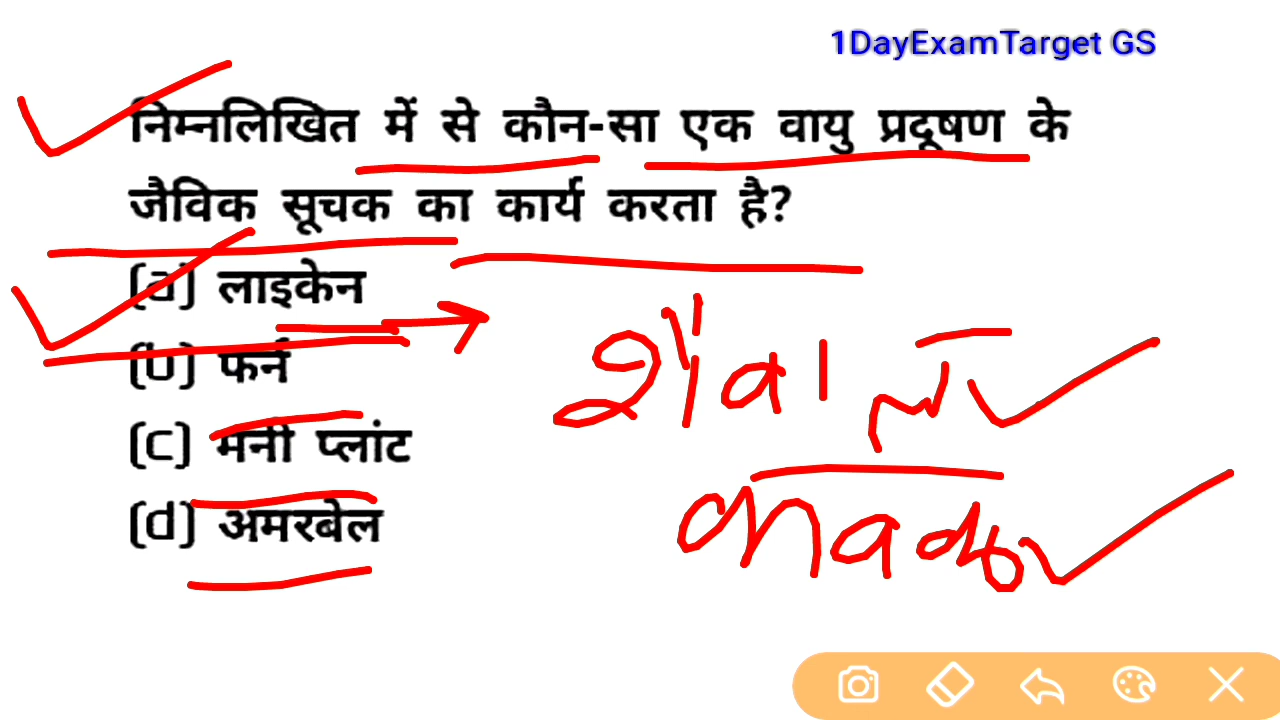 1DayExamTarget GS
निम्नलिखित में से कौन-सा एक वायु प्रदूषण के
जैविक सूचक का कार्य करता है?
(a) लाइकेन
(b) फर्न
(c) मनी प्लांट
(d) अमरबेल
शैवाल
कवक